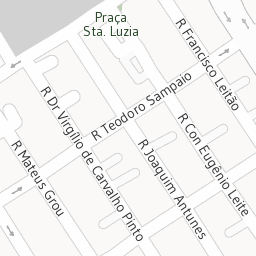 Praça
Sta. Luzia
R Francisco Leitão
R Teodoro Sampaio
R Dr Virgílio de Carvalho Pinto
R Con Eugênio Leite
R Joaquim Antunes
R Mateus Grou